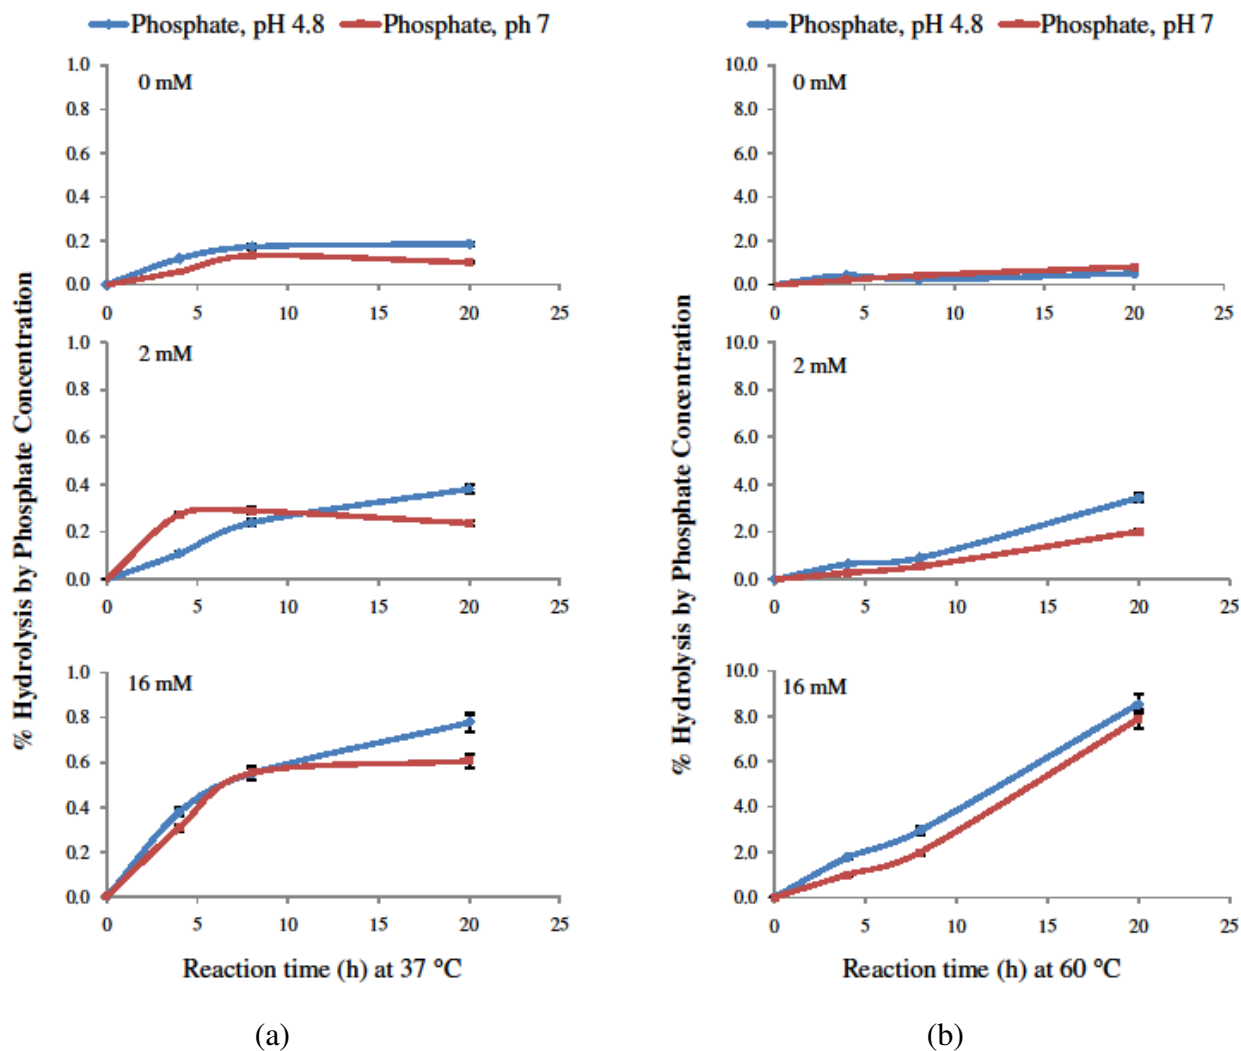 Phosphate, pH 4.8 Phosphate, ph 7
% Hydrolysis by Phosphate Concentration
1.0
0 mM
0.8
0.6
0.4
0.2
0.0
0 5 10 15 20 25
1.0
2 mM
0.8
0.6
0.4
0.2
0.0
0 5 10 15 20 25
1.0
16 mM
0.8
0.6
0.4
0.2
0.0
0 5 10 15 20 25
Reaction time (h) at 37 °C
(a)
Phosphate, pH 4.8 Phosphate, pH 7
% Hydrolysis by Phosphate Concentration
10.0
0 mM
8.0
6.0
4.0
2.0
0.0
0 5 10 15 20 25
10.0
2 mM
8.0
6.0
4.0
2.0
0.0
0 5 10 15 20 25
10.0
16 mM
8.0
6.0
4.0
2.0
0.0
0 5 10 15 20 25
Reaction time (h) at 60 °C
(b)